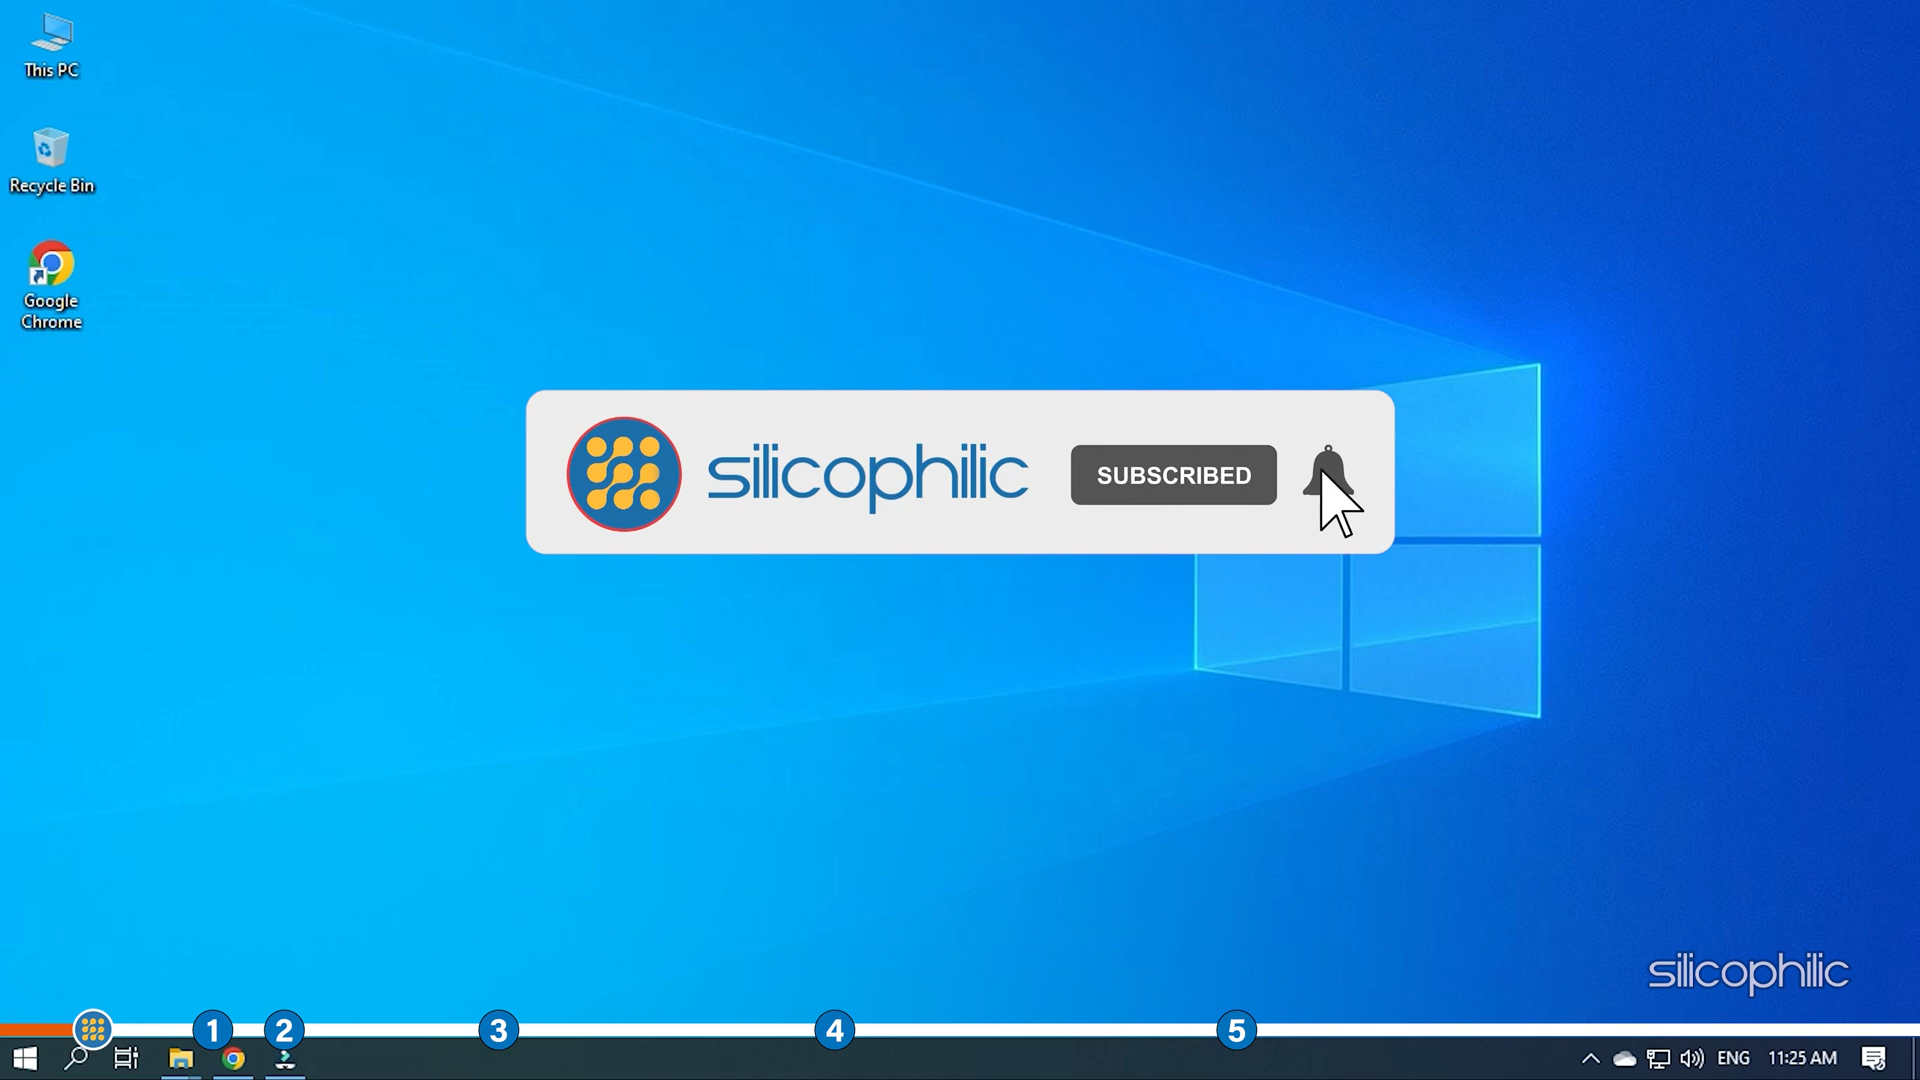 This PC
Recycle Bin
Google
Chrome
silicophilic
SUBSCRIBED
silicophilic
1
2
3
4
5
ENG
11:25 AM